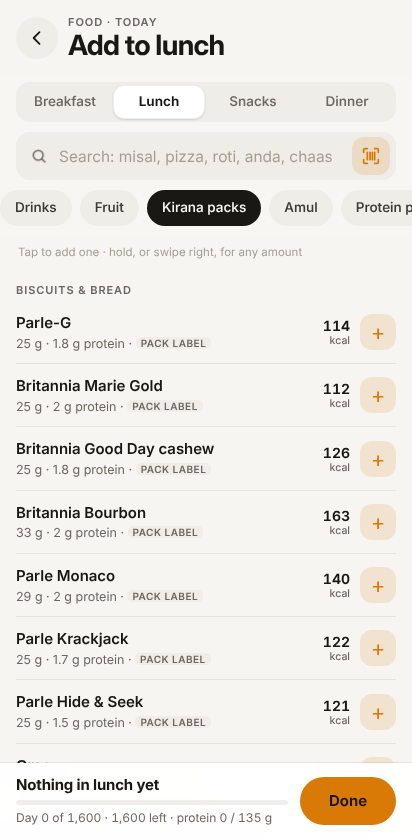 FOOD · TODAY
Add to lunch
Breakfast Lunch Snacks Dinner
Search: misal, pizza, roti, anda, chaas
Drinks Fruit Kirana packs Amul Protein p
Tap to add one · hold, or swipe right, for any amount
BISCUITS & BREAD
Parle-G
114
25 g · 1.8 g protein · PACK LABEL
kcal
+
Britannia Marie Gold
112
25 g · 2 g protein · PACK LABEL
kcal
+
Britannia Good Day cashew
126
25 g · 1.8 g protein · PACK LABEL
kcal
+
Britannia Bourbon
163
33 g · 2 g protein · PACK LABEL
kcal
+
Parle Monaco
140
29 g · 2 g protein · PACK LABEL
kcal
+
Parle Krackjack
122
25 g · 1.7 g protein · PACK LABEL
kcal
+
Parle Hide & Seek
121
25 g · 1.5 g protein · PACK LABEL
kcal
+
Nothing in lunch yet
Done
Day 0 of 1,600 · 1,600 left · protein 0 / 135 g